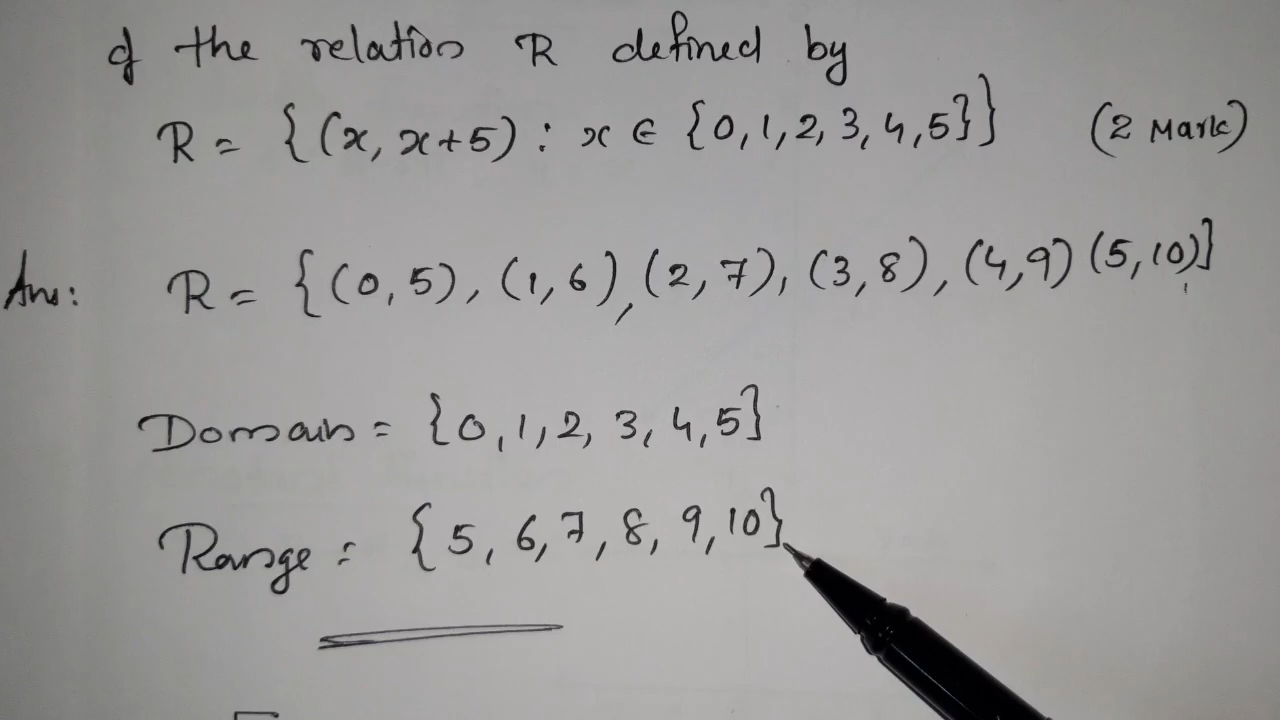 of the relation R defined by
R = {(x, x+5) : x ∈ {0,1,2,3,4,5}} (2 Mark)
Ans: R = {(0,5), (1,6), (2,7), (3,8), (4,9) (5,10)}
Domain = {0,1,2,3,4,5}
Range = {5,6,7,8,9,10}